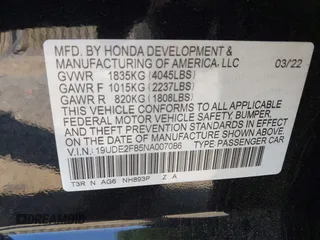 MFD. BY HONDA DEVELOPMENT &
MANUFACTURING OF AMERICA, LLC 03/22
GVWR 1835KG (4045LBS)
GAWR F 1015KG (2237LBS)
GAWR R 820KG (1808LBS)
THIS VEHICLE CONFORMS TO ALL APPLICABLE
FEDERAL MOTOR VEHICLE SAFETY AND
THEFT PREVENTION STANDARDS IN EFFECT
ON THE DATE OF MANUFACTURE SHOWN ABOVE.
V.I.N. 19UDE2F85NA007086 TYPE PASSENGER CAR
T3R N AG6 NH893P Z A
DREAMBID